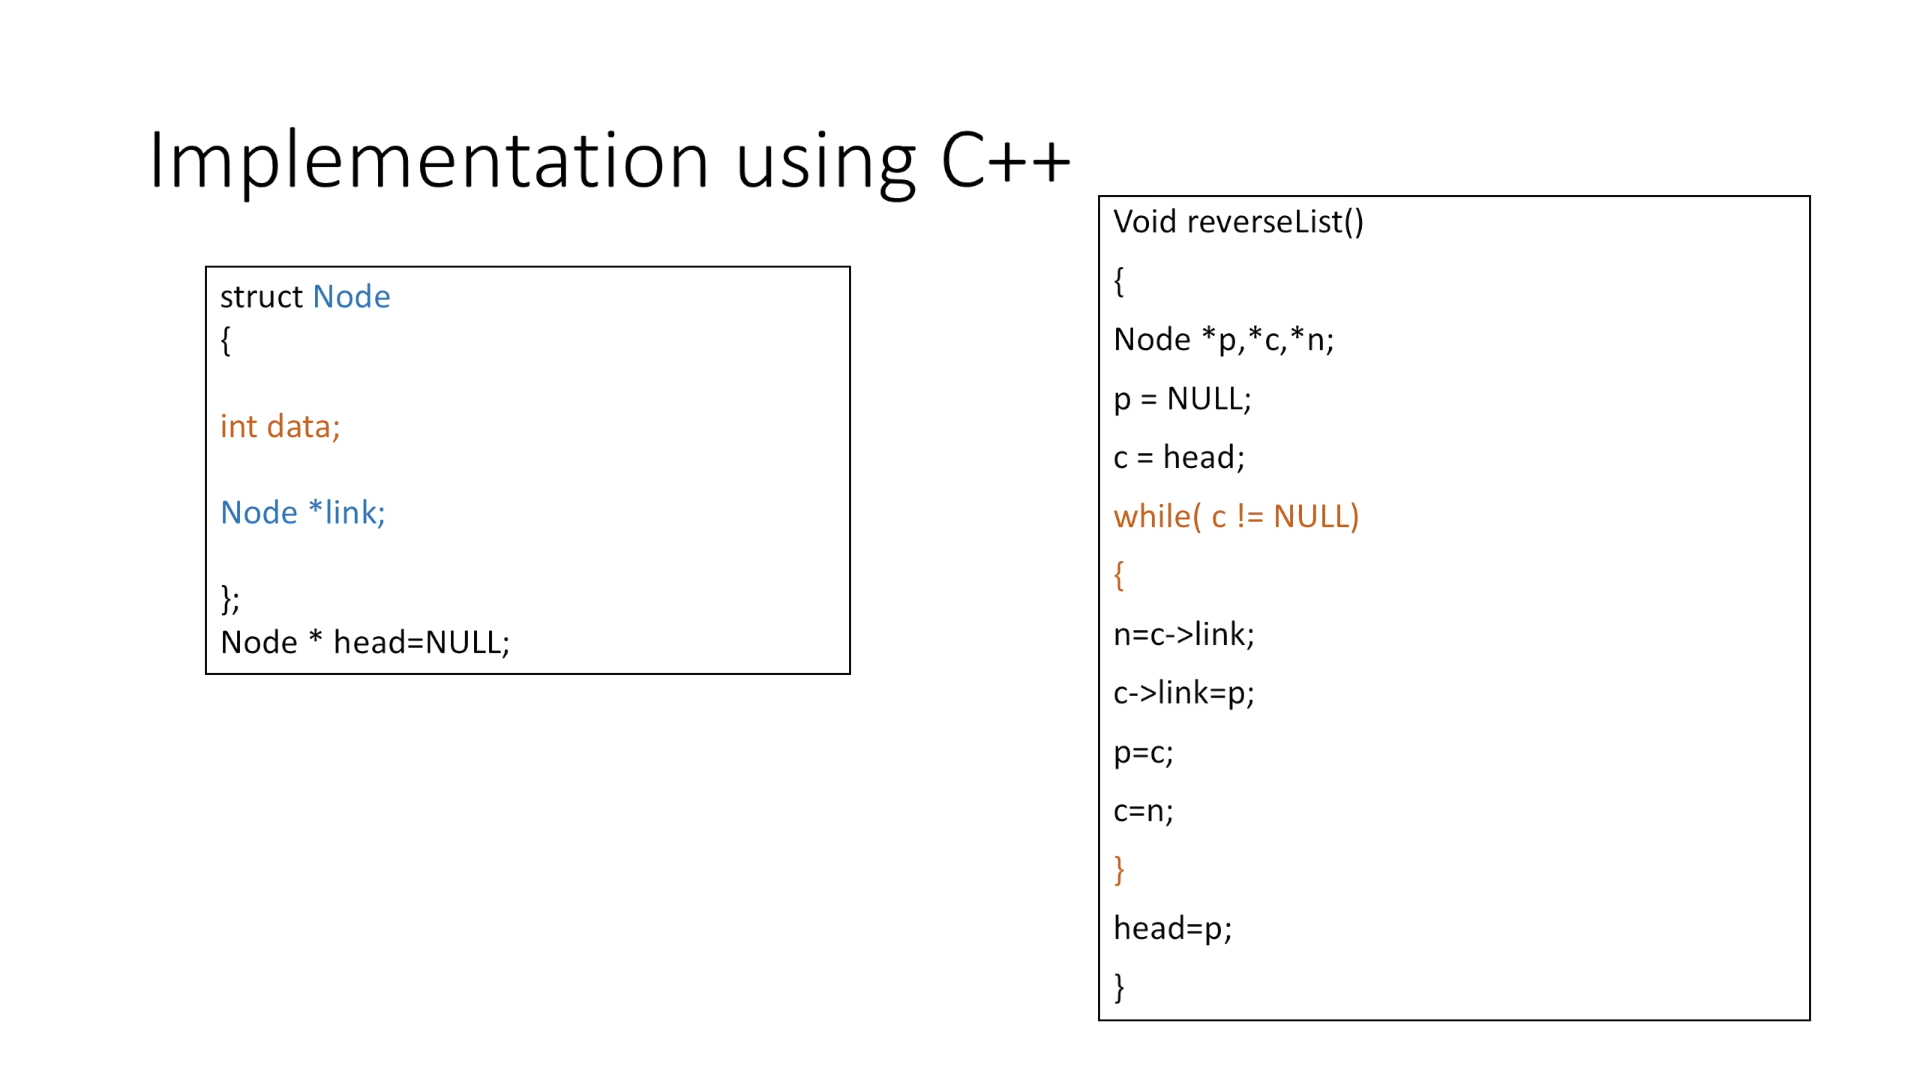 Implementation using C++
struct Node
{
int data;
Node *link;
};
Node * head=NULL;
Void reverseList()
{
Node *p,*c,*n;
p = NULL;
c = head;
while( c != NULL)
{
n=c->link;
c->link=p;
p=c;
c=n;
}
head=p;
}